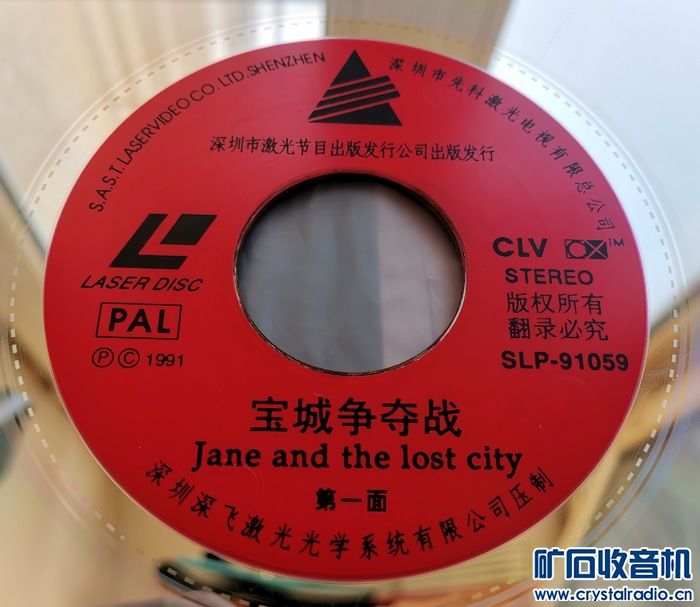 S.A.S.T. LASERVIDEO CO. LTD. SHENZHEN
深圳市先科激光电视有限总公司
深圳市激光节目出版发行公司出版发行
LASER DISC
PAL
Ⓟ Ⓒ 1991
CLV CX™
STEREO
版权所有
翻录必究
SLP-91059
宝城争夺战
Jane and the lost city
第一面
深圳深飞激光光学系统有限公司压制
矿石收音机
www.crystalradio.cn